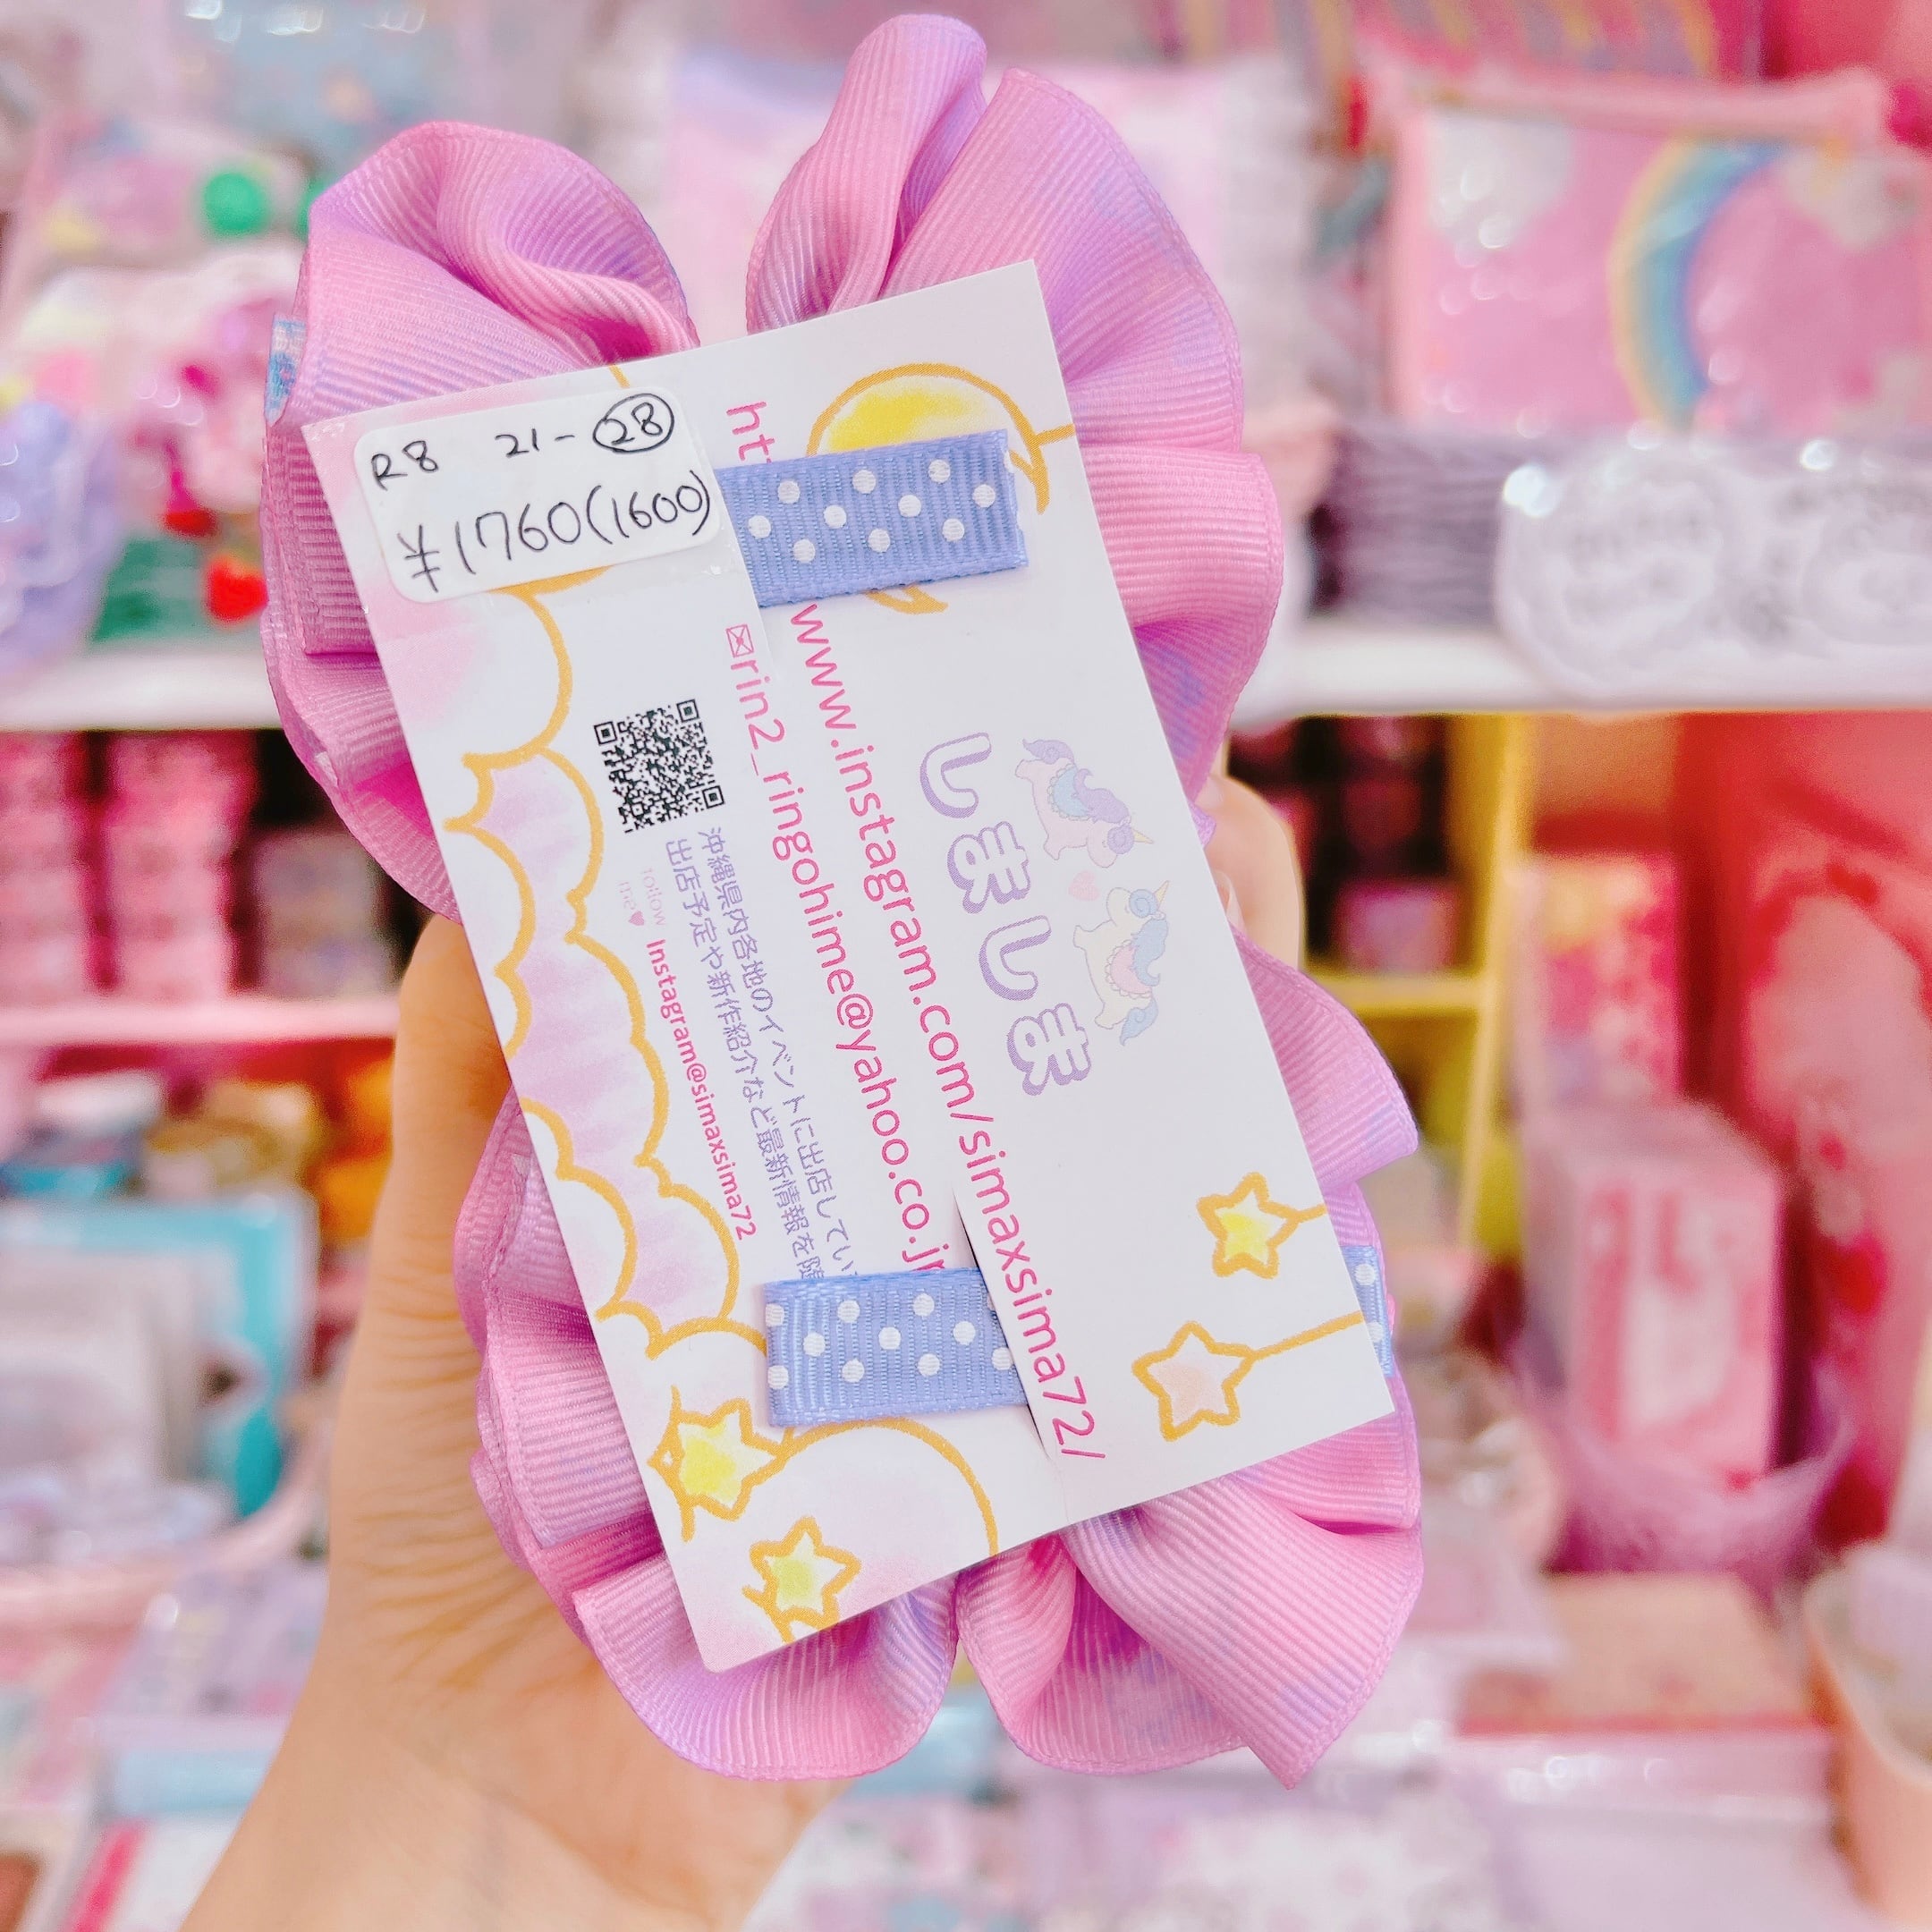 R8 21-28
¥1760(1600)
しましま
ht
www.instagram.com/simaxsima72/
✉rin2_ringohime@yahoo.co.j
沖縄県内各地のイベントに出店してい
出店予定や新作紹介など最新情報を随
follow
me♥
Instagram@simaxsima72